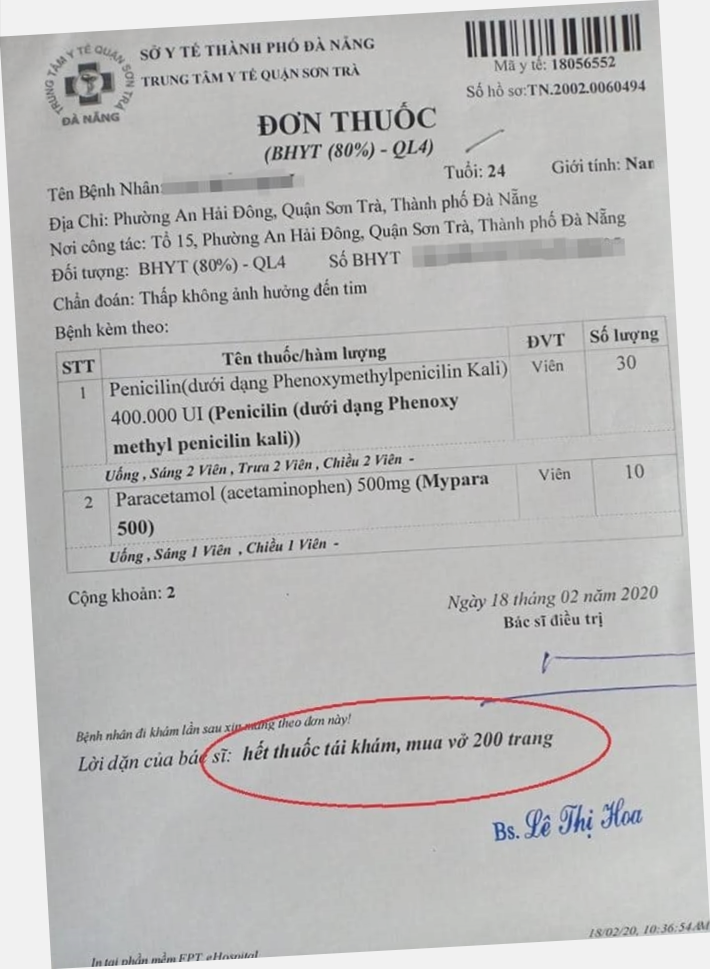 TRUNG TÂM Y TẾ QUẬN SƠN TRÀ
ĐÀ NẴNG
SỞ Y TẾ THÀNH PHỐ ĐÀ NẴNG
TRUNG TÂM Y TẾ QUẬN SƠN TRÀ
Mã y tế: 18056552
Số hồ sơ:TN.2002.0060494
ĐƠN THUỐC
(BHYT (80%) - QL4)
Tên Bệnh Nhân: Tuổi: 24 Giới tính: Nar
Địa Chỉ: Phường An Hải Đông, Quận Sơn Trà, Thành phố Đà Nẵng
Nơi công tác: Tổ 15, Phường An Hải Đông, Quận Sơn Trà, Thành phố Đà Nẵng
Đối tượng: BHYT (80%) - QL4 Số BHYT
Chẩn đoán: Thấp không ảnh hưởng đến tim
Bệnh kèm theo:
STT Tên thuốc/hàm lượng ĐVT Số lượng
1 Penicilin(dưới dạng Phenoxymethylpenicilin Kali) Viên 30
400.000 UI (Penicilin (dưới dạng Phenoxy
methyl penicilin kali))
Uống , Sáng 2 Viên , Trưa 2 Viên , Chiều 2 Viên -
2 Paracetamol (acetaminophen) 500mg (Mypara Viên 10
500)
Uống , Sáng 1 Viên , Chiều 1 Viên -
Cộng khoản: 2
Ngày 18 tháng 02 năm 2020
Bác sĩ điều trị
Bệnh nhân đi khám lần sau xin mang theo đơn này!
Lời dặn của bác sĩ: hết thuốc tái khám, mua vở 200 trang
Bs. Lê Thị Hoa
18/02/20, 10:36:54AM
In tại phần mềm FPT.eHospital